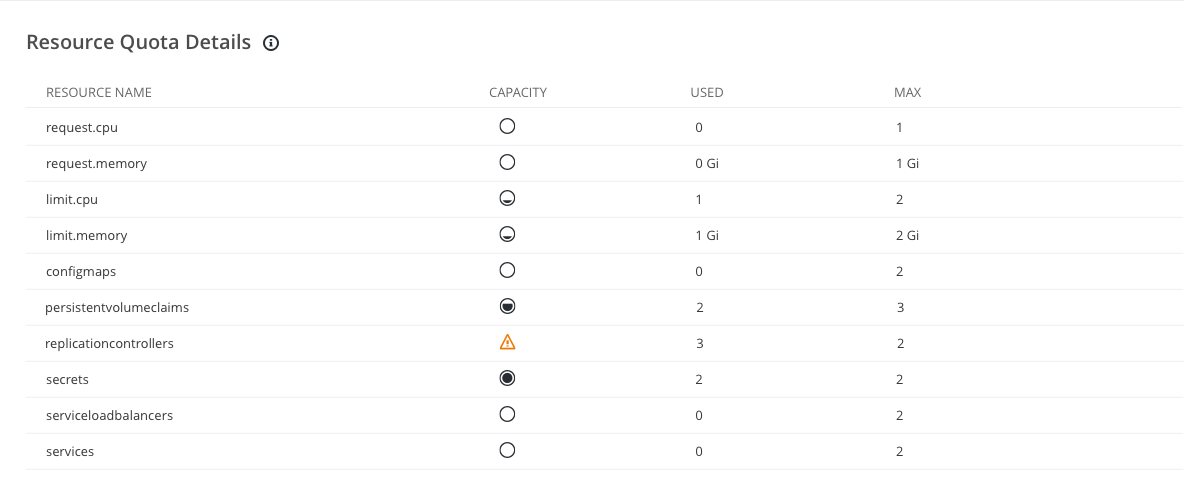 Resource Quota Details
RESOURCE NAME CAPACITY USED MAX
request.cpu 0 1
request.memory 0 Gi 1 Gi
limit.cpu 1 2
limit.memory 1 Gi 2 Gi
configmaps 0 2
persistentvolumeclaims 2 3
replicationcontrollers 3 2
secrets 2 2
serviceloadbalancers 0 2
services 0 2